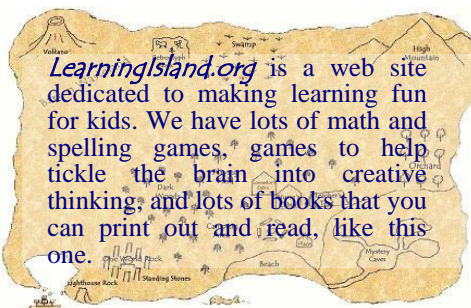 Volcano
Swamp
High
Mountain
LearningIsland.org is a web site
dedicated to making learning fun
for kids. We have lots of math and
spelling games, games to help
tickle the brain into creative
thinking, and lots of books that you
can print out and read, like this
one.
Orchard
Dark
Place
Beach
Mystery
Cave
Standing Stones
Lighthouse Rock